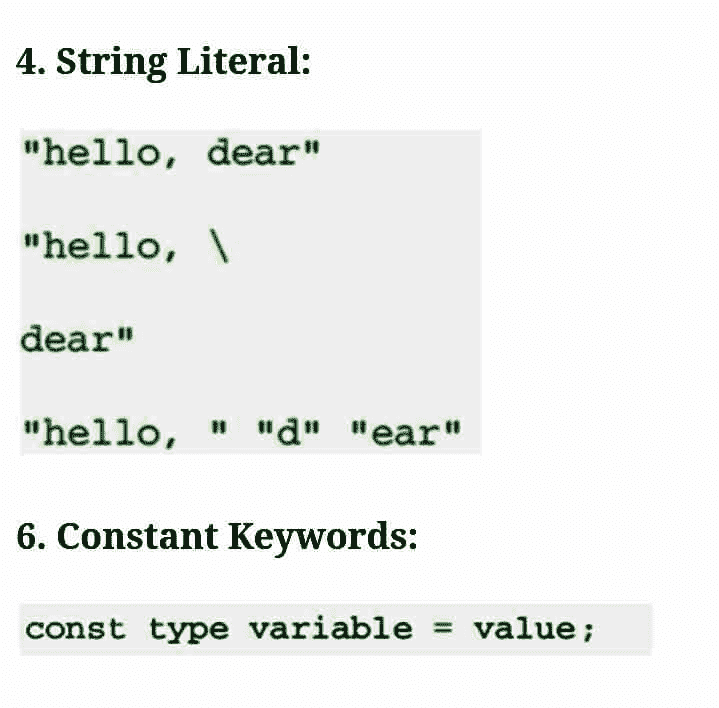 4. String Literal:
"hello, dear"
"hello, \
dear"
"hello, " "d" "ear"
6. Constant Keywords:
const type variable = value;